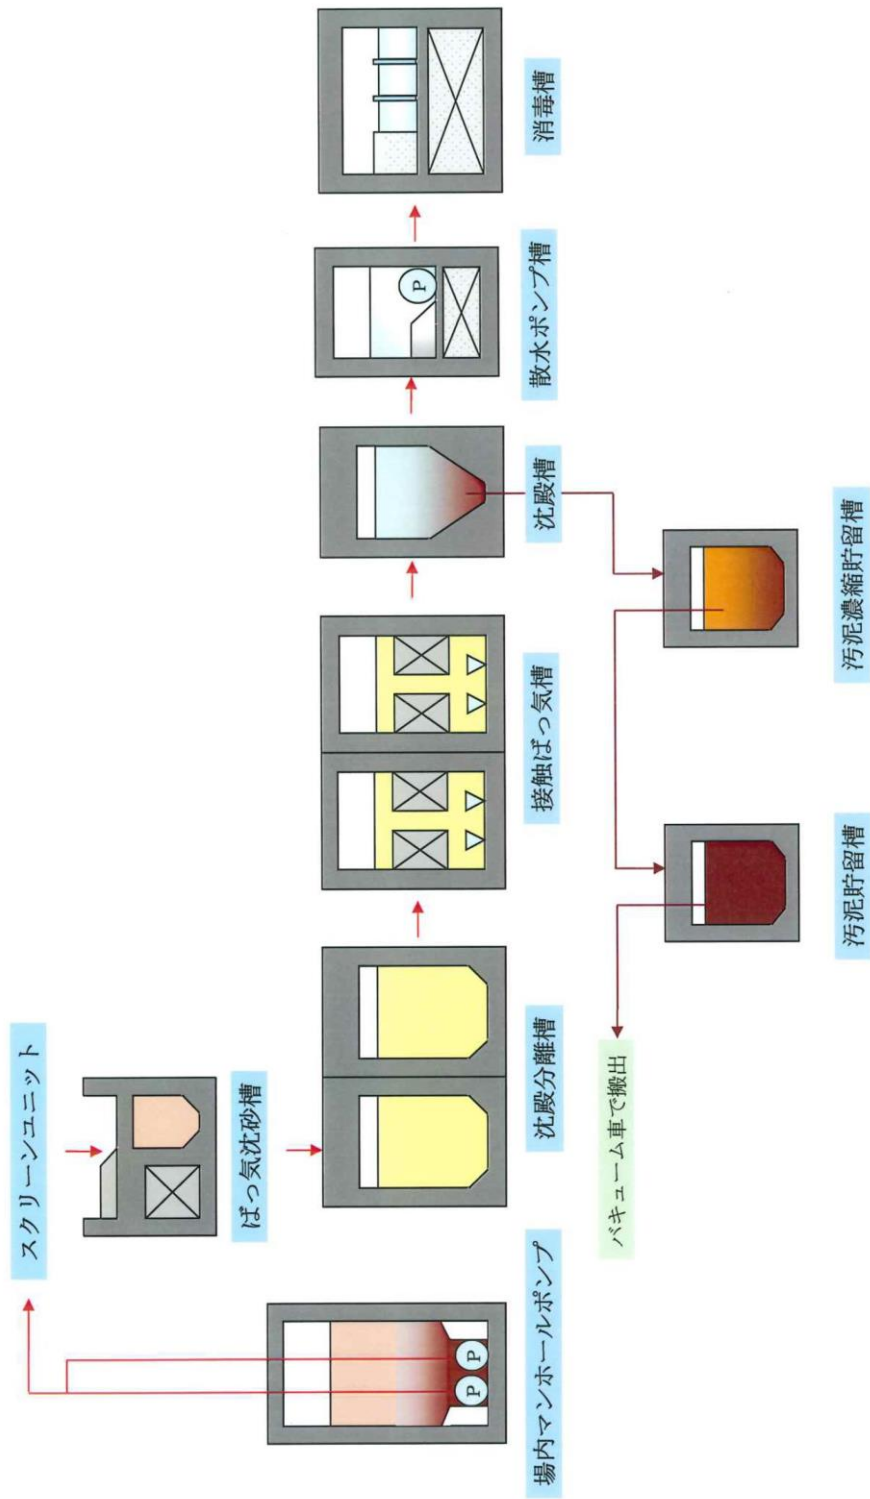 スクリーンユニット
ばっ気沈砂槽
場内マンホールポンプ
P
P
沈殿分離槽
接触ばっ気槽
沈殿槽
散水ポンプ槽
P
消毒槽
バキューム車で搬出
汚泥貯留槽
汚泥濃縮貯留槽